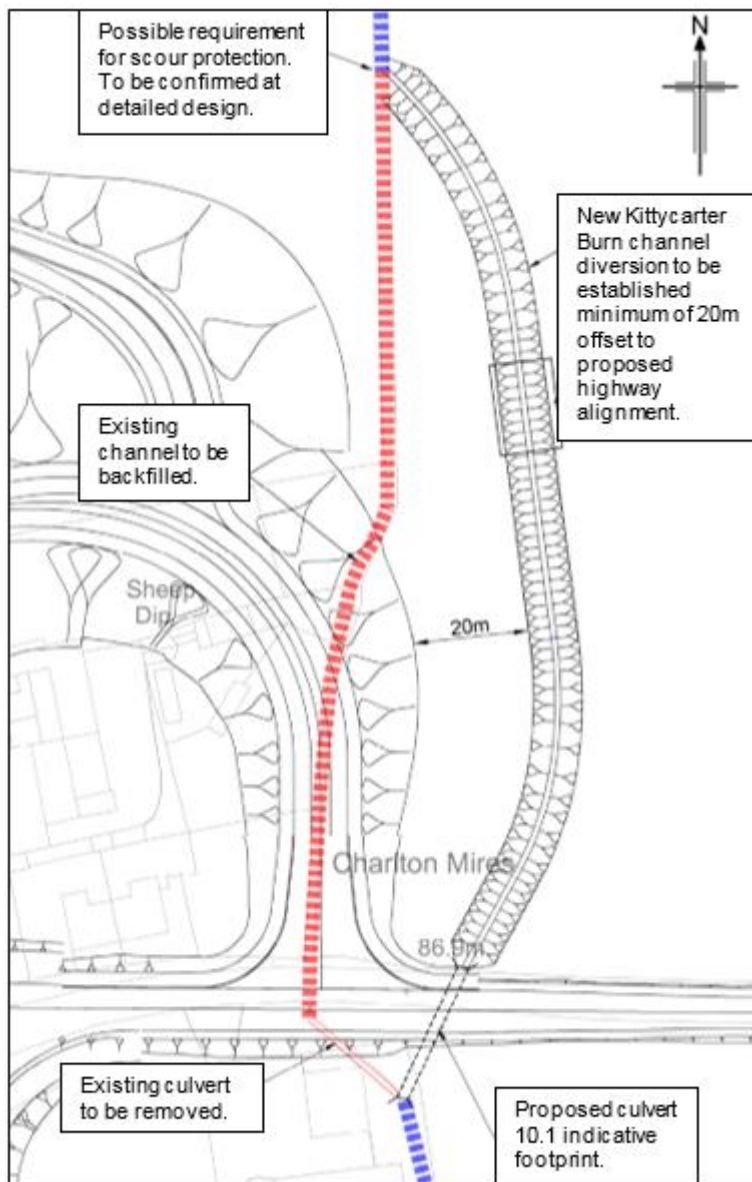 Possible requirement
for scour protection.
To be confirmed at
detailed design.
N
New Kittycarter
Burn channel
diversion to be
established
minimum of 20m
offset to
proposed
highway
alignment.
Existing
channel to be
backfilled.
Sheep
Dip
20m
Charlton Mires
86.9m
Existing culvert
to be removed.
Proposed culvert
10.1 indicative
footprint.